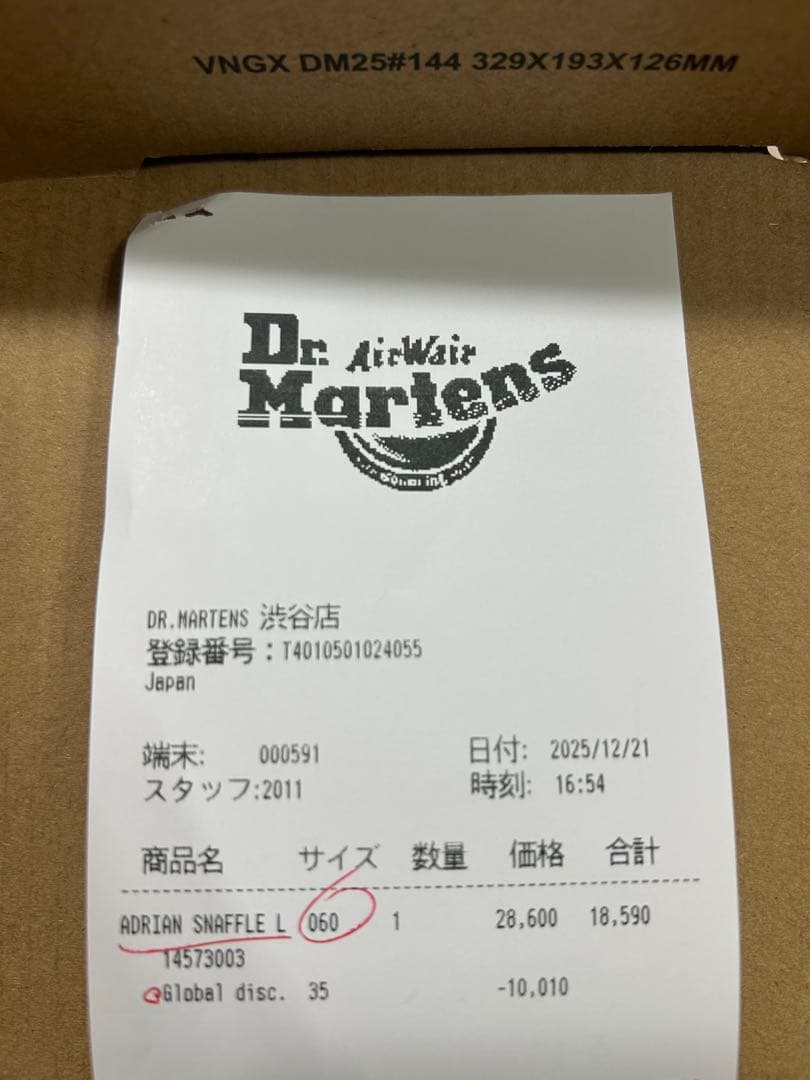 VNGX DM25#144 329X193X126MM
Dr. AirWair
Martens
DR.MARTENS 渋谷店
登録番号：T4010501024055
Japan
端末: 000591 日付: 2025/12/21
スタッフ:2011 時刻: 16:54
商品名 サイズ 数量 価格 合計
ADRIAN SNAFFLE L 060 1 28,600 18,590
14573003
Global disc. 35 -10,010